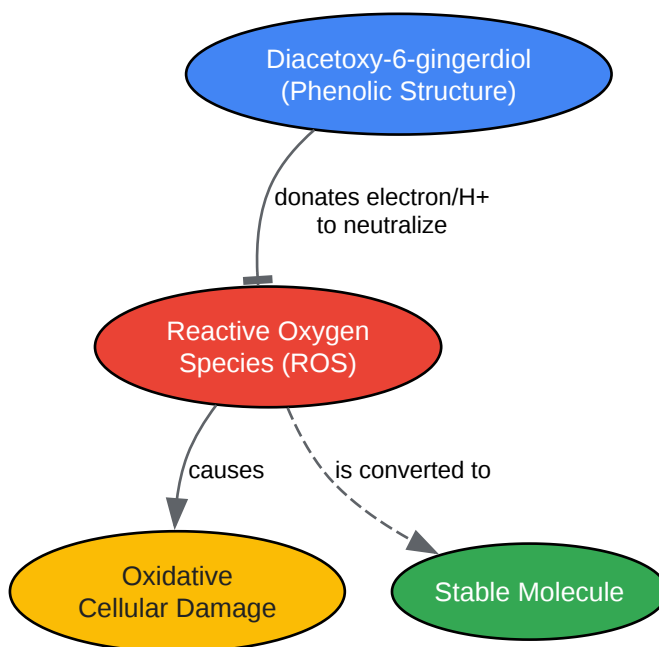 Diacetoxy-6-gingerdiol
(Phenolic Structure)
donates electron/H+
to neutralize
Reactive Oxygen
Species (ROS)
causes
is converted to
Oxidative
Cellular Damage
Stable Molecule